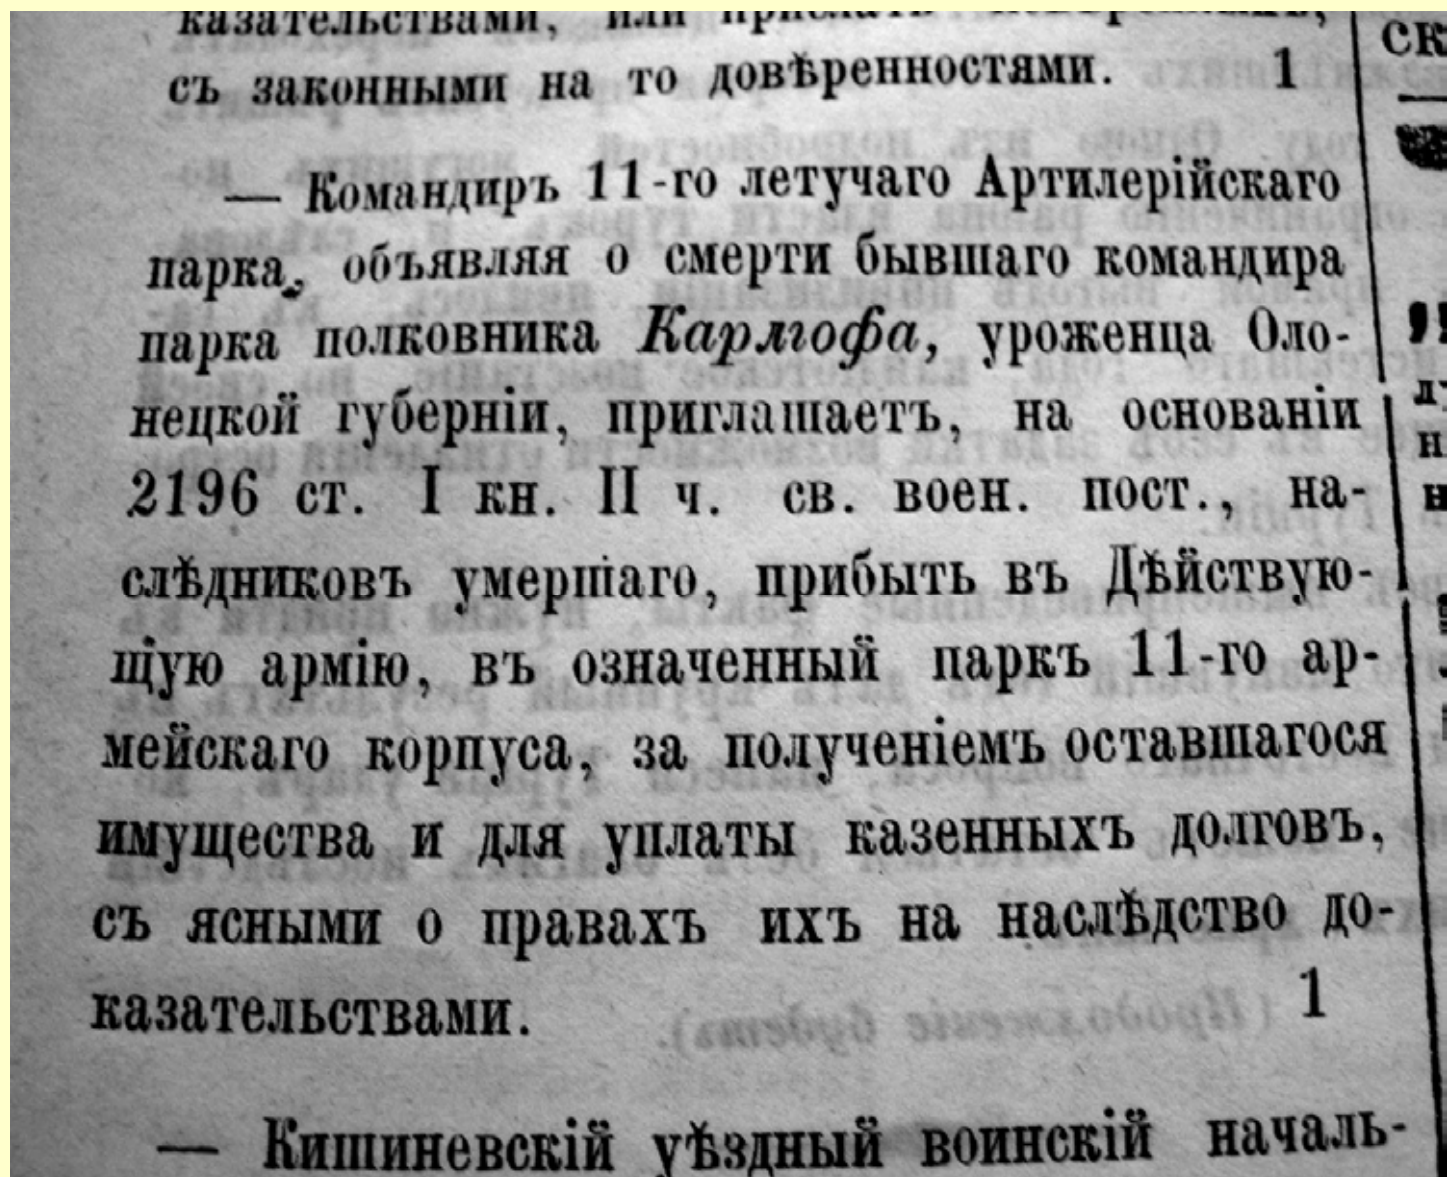 казательствами, или прислать повѣренныхъ,
съ законными на то довѣренностями. 1
— Командиръ 11-го летучаго Артилерійскаго
парка, объявляя о смерти бывшаго командира
парка полковника Карлгофа, уроженца Оло-
нецкой губерніи, приглашаетъ, на основаніи
2196 ст. I кн. II ч. св. воен. пост., на-
слѣдниковъ умершаго, прибыть въ Дѣйствую-
щую армію, въ означенный паркъ 11-го ар-
мейскаго корпуса, за полученіемъ оставшагося
имущества и для уплаты казенныхъ долговъ,
съ ясными о правахъ ихъ на наслѣдство до-
казательствами. 1
— Кишиневскій уѣздный воинскій началь-
ск